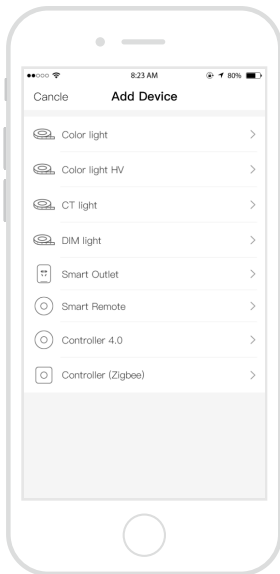 8:23 AM 80%
Cancle Add Device
Color light
Color light HV
CT light
DIM light
Smart Outlet
Smart Remote
Controller 4.0
Controller (Zigbee)